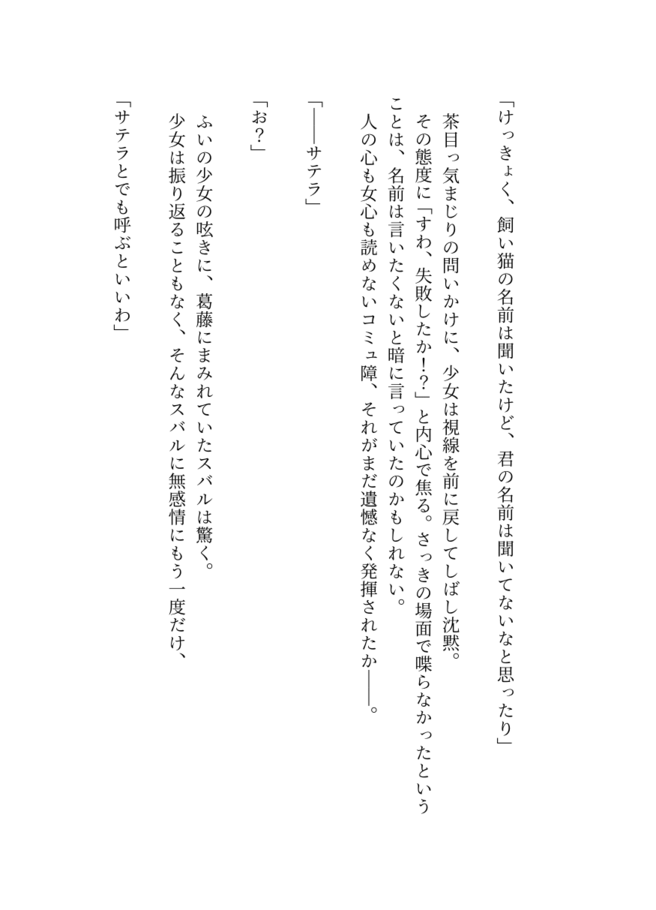 「けっきょく、飼い猫の名前は聞いたけど、君の名前は聞いてないなと思ったり」
茶目っ気まじりの問いかけに、少女は視線を前に戻してしばし沈黙。
その態度に「すわ、失敗したか！？」と内心で焦る。さっきの場面で喋らなかったという
ことは、名前は言いたくないと暗に言っていたのかもしれない。
人の心も女心も読めないコミュ障、それがまだ遺憾なく発揮されたか――。
「――サテラ」
「お？」
ふいの少女の呟きに、葛藤にまみれていたスバルは驚く。
少女は振り返ることもなく、そんなスバルに無感情にもう一度だけ、
「サテラとでも呼ぶといいわ」